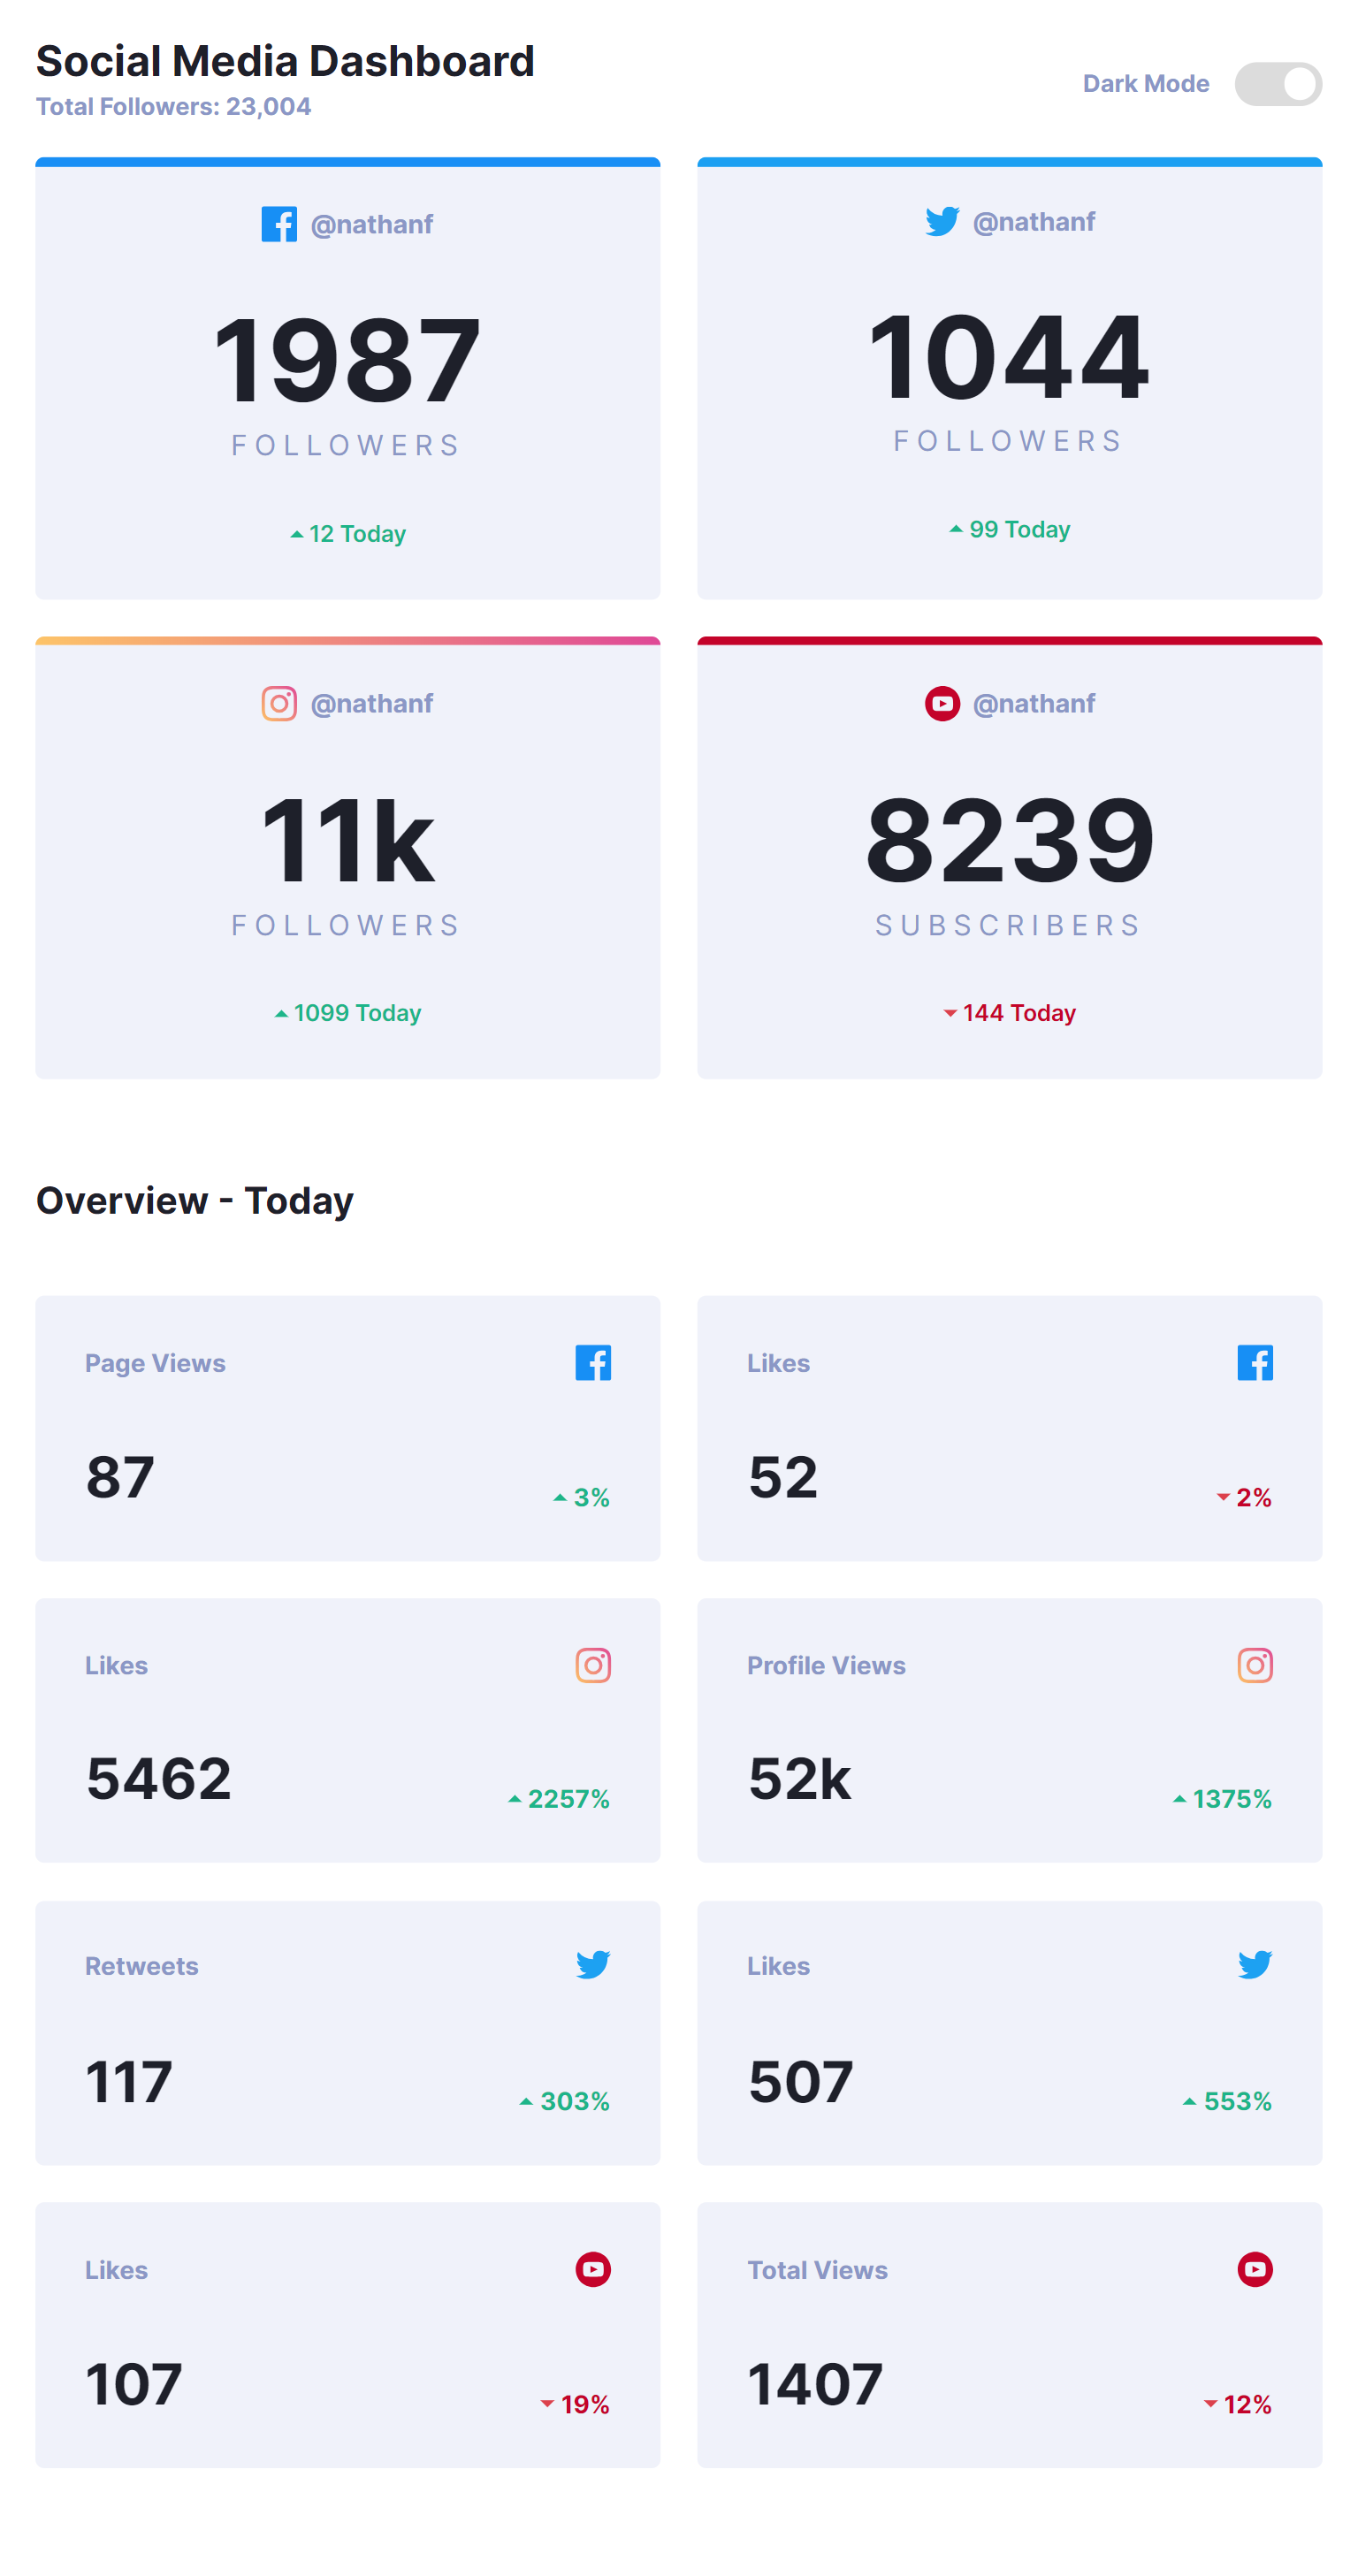 Social Media Dashboard
Total Followers: 23,004
Dark Mode
@nathanf
1987
FOLLOWERS
12 Today
@nathanf
1044
FOLLOWERS
99 Today
@nathanf
11k
FOLLOWERS
1099 Today
@nathanf
8239
SUBSCRIBERS
144 Today
Overview - Today
Page Views
87
3%
Likes
52
2%
Likes
5462
2257%
Profile Views
52k
1375%
Retweets
117
303%
Likes
507
553%
Likes
107
19%
Total Views
1407
12%